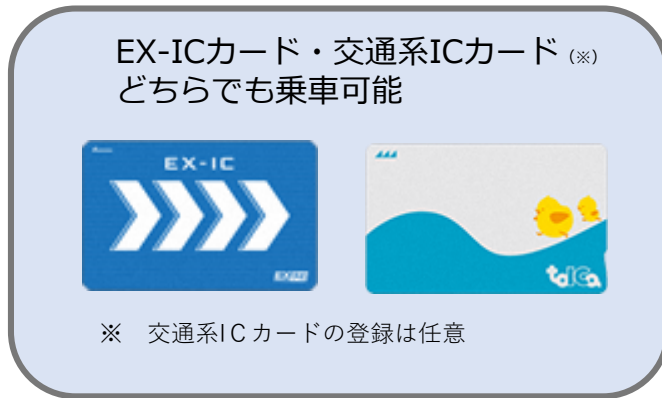 EX-ICカード・交通系ICカード(※)
どちらでも乗車可能
EX-IC
TOICA
※　交通系ICカードの登録は任意